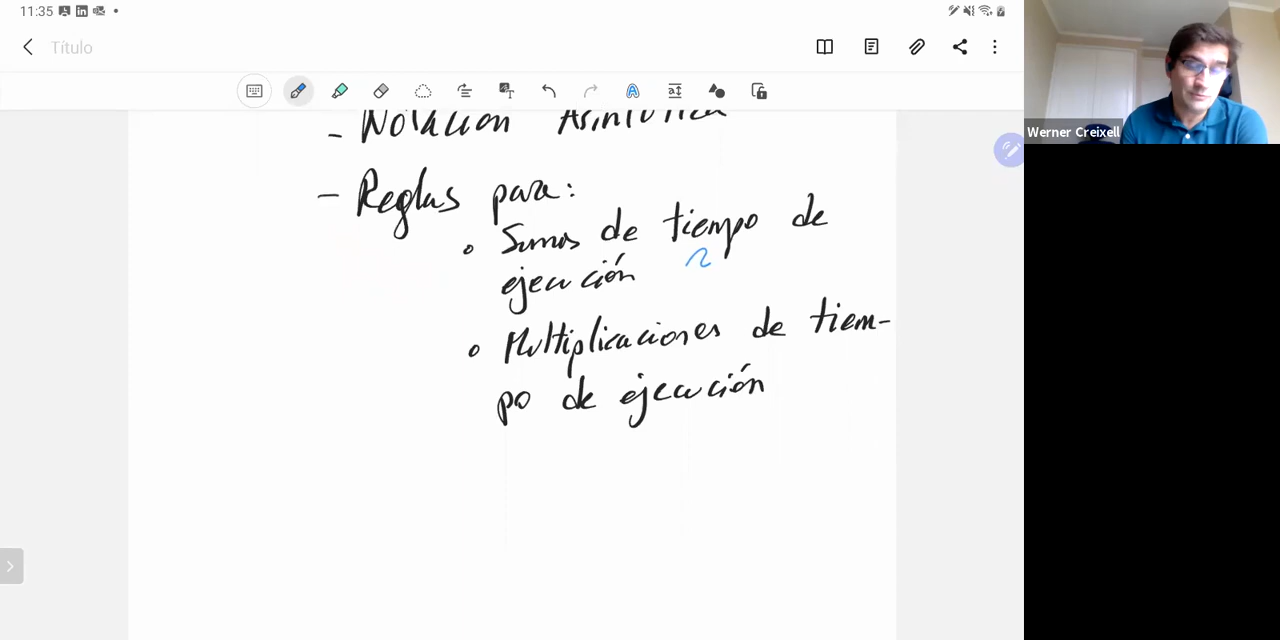 11:35
Título
Werner Creixell
- Notación Asintótica
- Reglas para:
• Sumas de tiempo de
ejecución
• Multiplicaciones de tiem-
po de ejecución